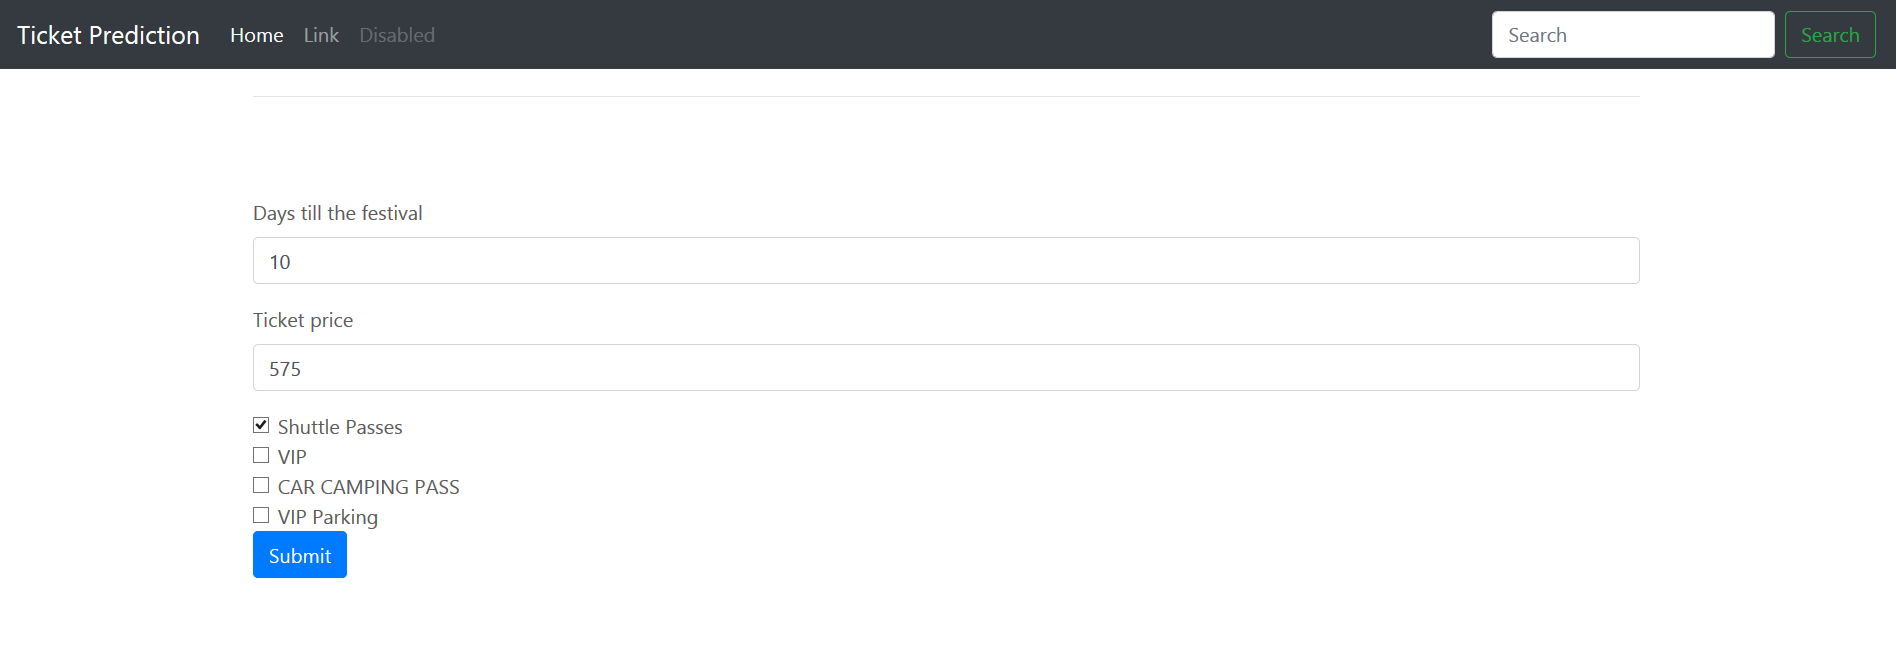 Ticket Prediction Home Link Disabled Search Search
Days till the festival
10
Ticket price
575
Shuttle Passes
VIP
CAR CAMPING PASS
VIP Parking
Submit